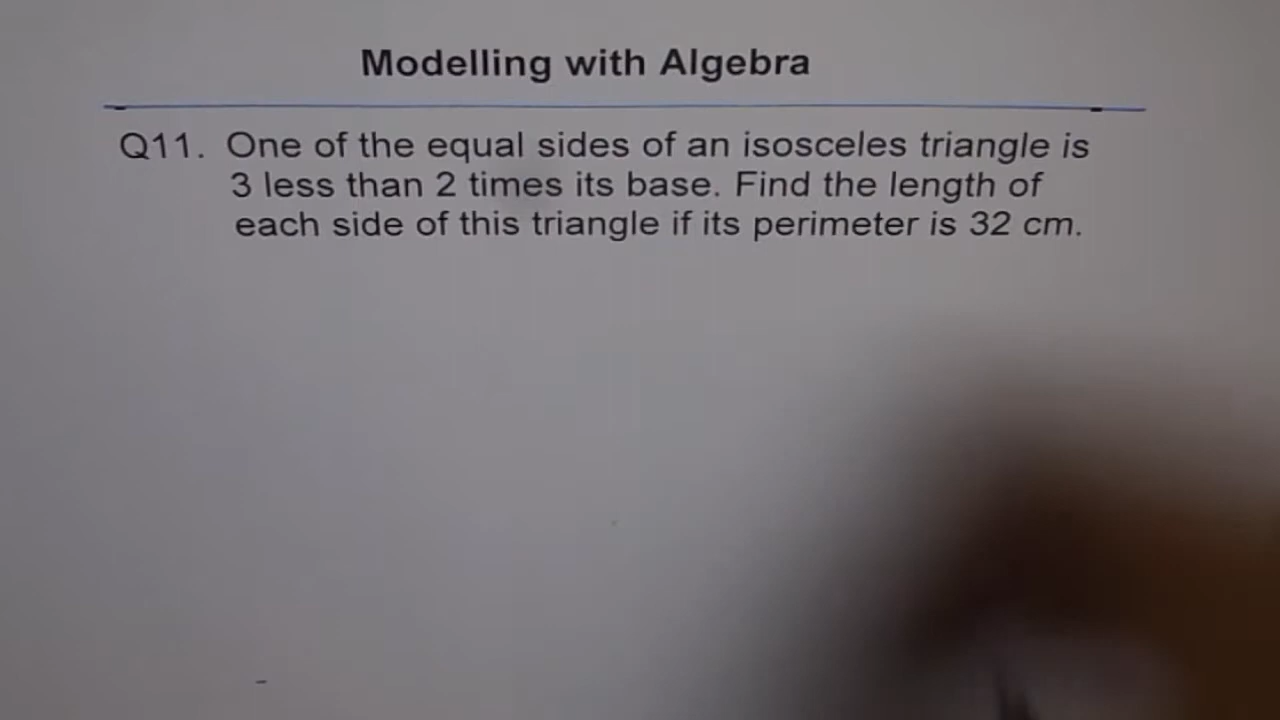 Modelling with Algebra
Q11. One of the equal sides of an isosceles triangle is
3 less than 2 times its base. Find the length of
each side of this triangle if its perimeter is 32 cm.